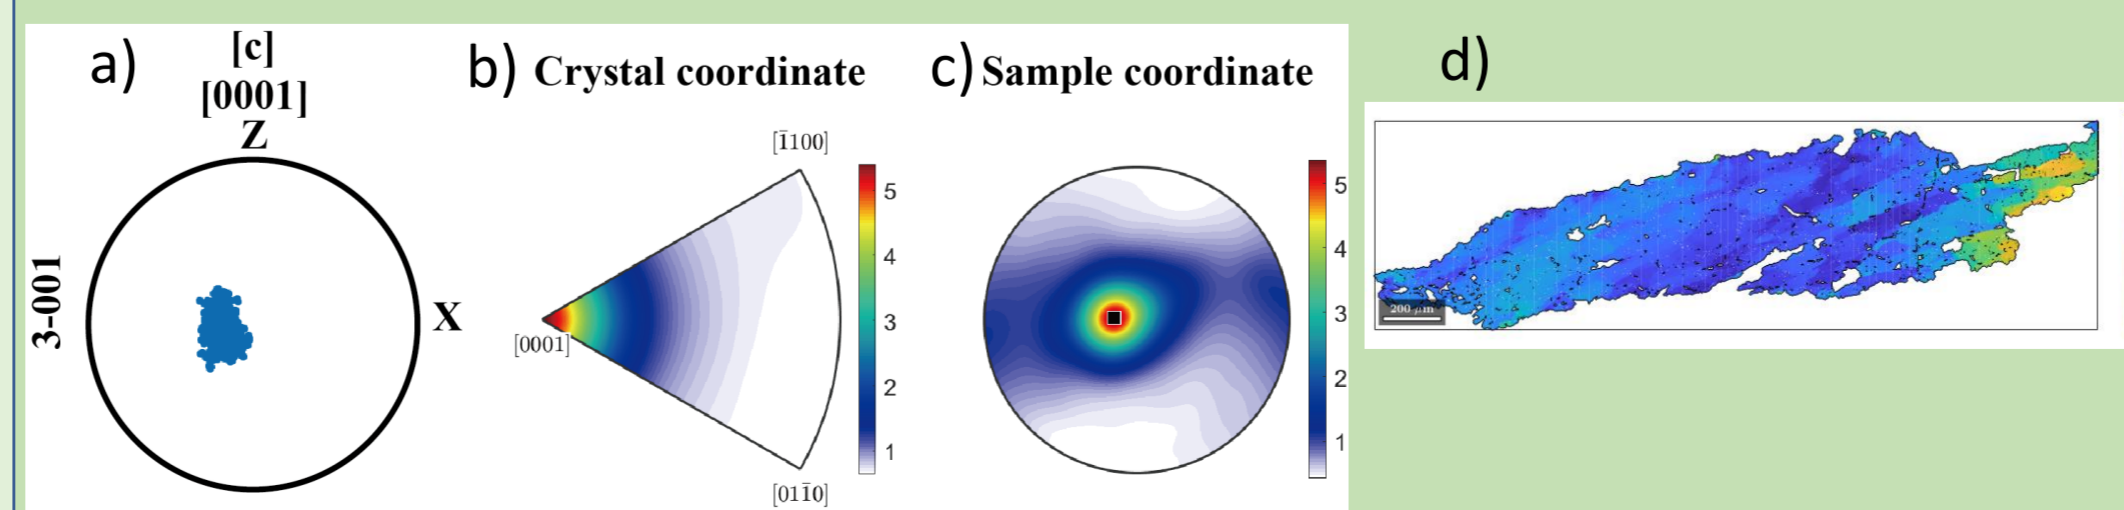 a)
[c]
[0001]
Z
3-001
X
b) Crystal coordinate
[1̄100]
[0001]
[011̄0]
5
4
3
2
1
c) Sample coordinate
5
4
3
2
1
d)
200 μm